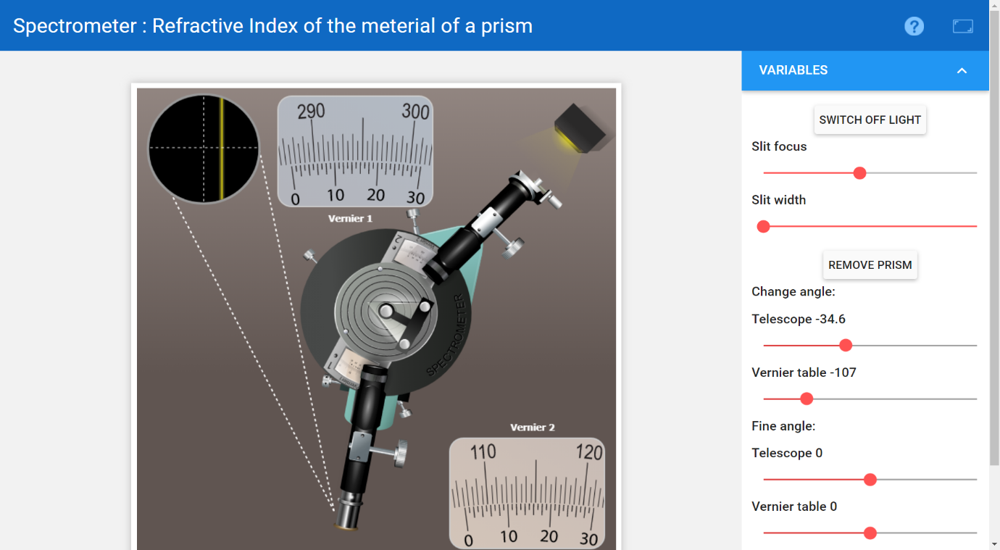 Spectrometer : Refractive Index of the meterial of a prism
?
VARIABLES
SWITCH OFF LIGHT
Slit focus
Slit width
REMOVE PRISM
Change angle:
Telescope -34.6
Vernier table -107
Fine angle:
Telescope 0
Vernier table 0
290 300
0 10 20 30
Vernier 1
2
SPECTROMETER
1
Vernier 2
110 120
0 10 20 30